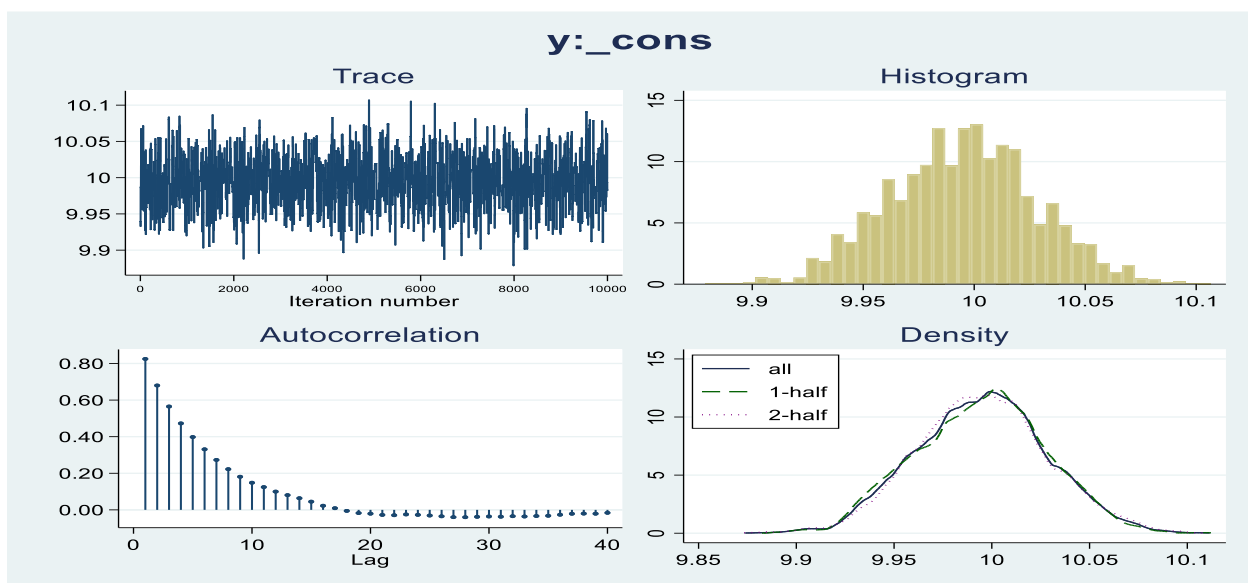 y:_cons
Trace
10.1
10.05
10
9.95
9.9
0 2000 4000 6000 8000 10000
Iteration number
Histogram
15
10
5
0
9.9 9.95 10 10.05 10.1
Autocorrelation
0.80
0.60
0.40
0.20
0.00
0 10 20 30 40
Lag
Density
15
10
5
0
all
1-half
2-half
9.85 9.9 9.95 10 10.05 10.1